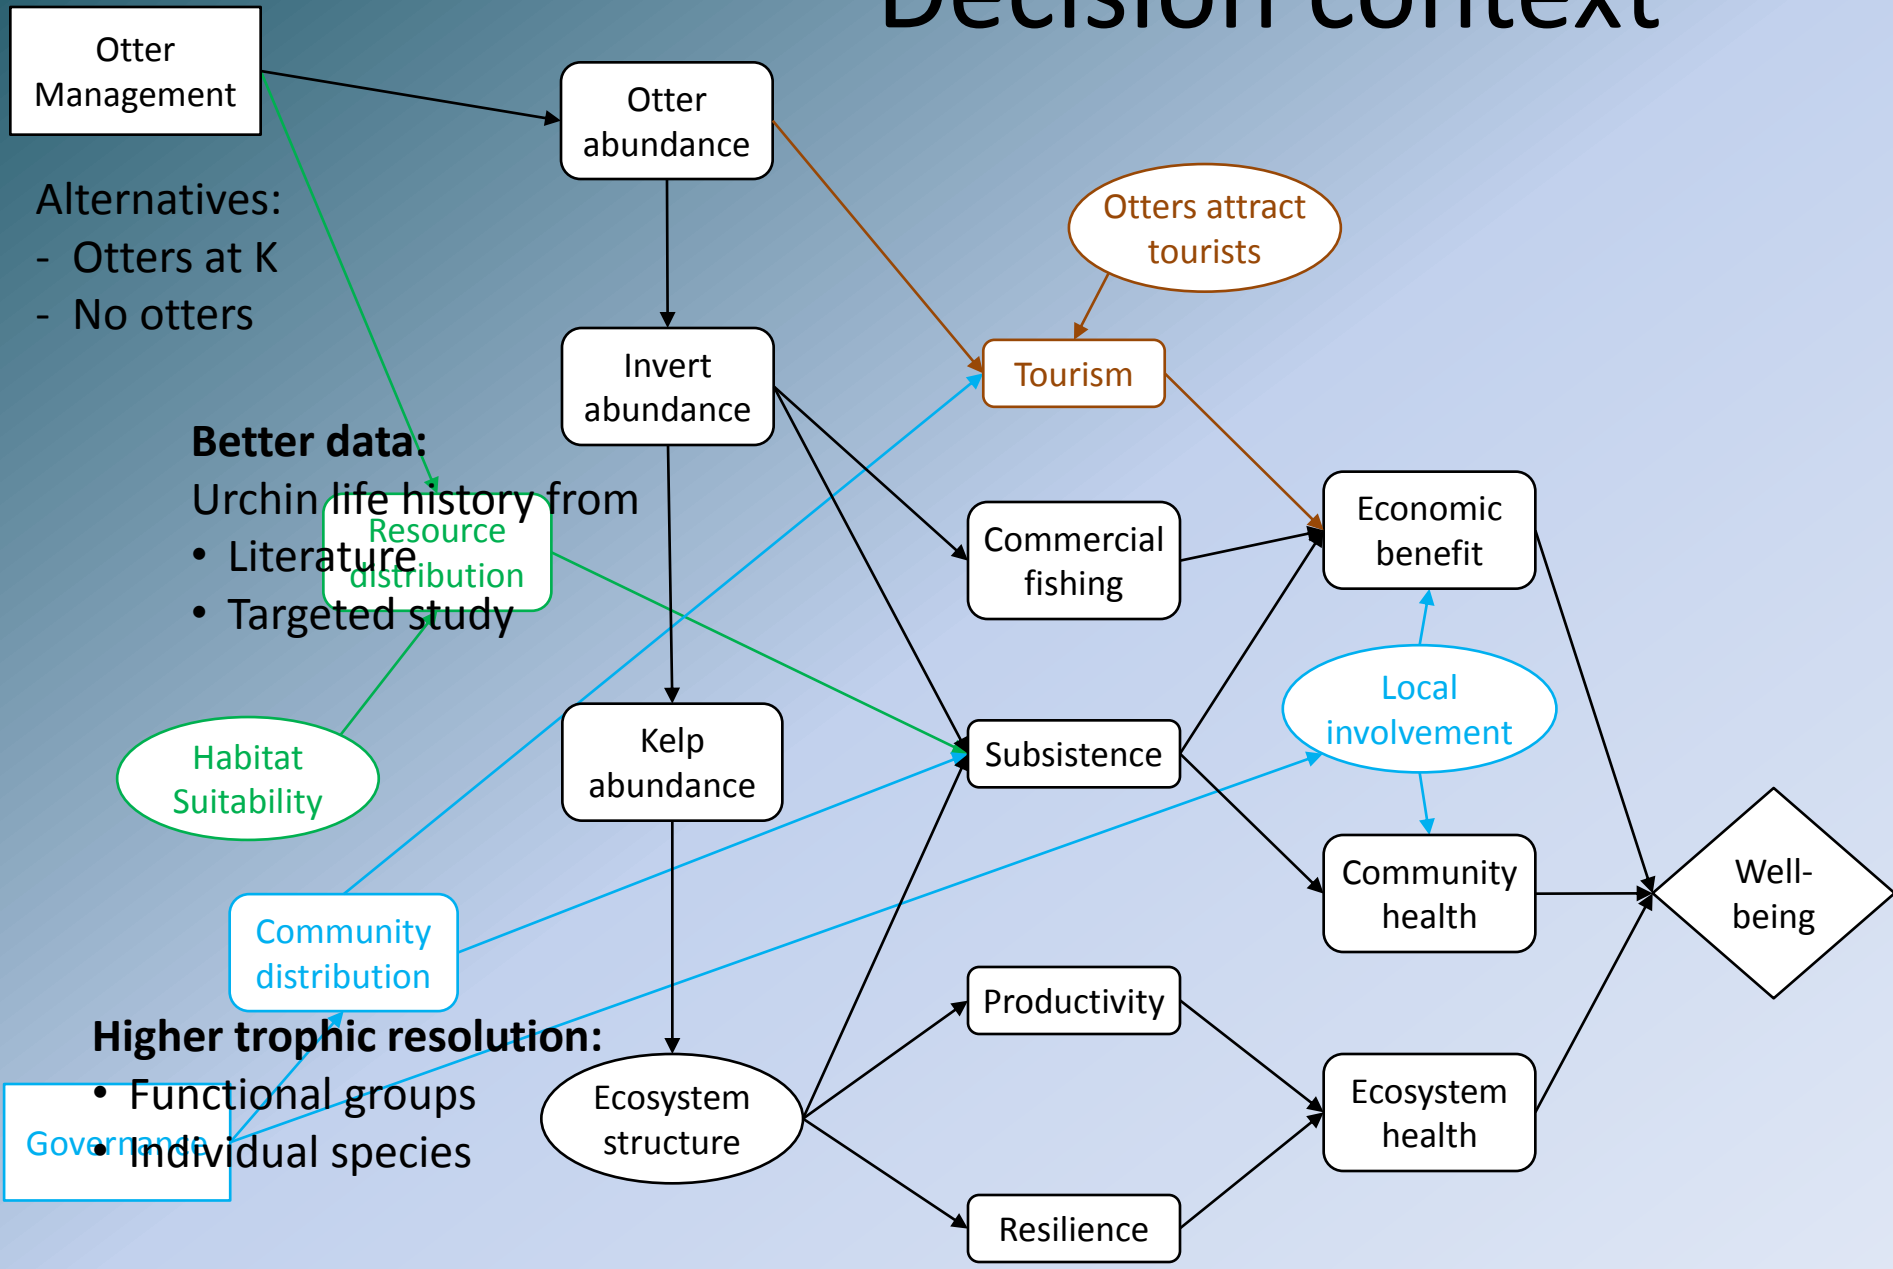 Decision context
Otter
Management
Otter
abundance
Alternatives:
- Otters at K
- No otters
Otters attract
tourists
Invert
abundance
Tourism
Better data:
Urchin life history from
• Literature
• Targeted study
Resource
distribution
Commercial
fishing
Economic
benefit
Local
involvement
Habitat
Suitability
Kelp
abundance
Subsistence
Community
health
Well-
being
Community
distribution
Productivity
Higher trophic resolution:
• Functional groups
• Individual species
Governance
Ecosystem
structure
Ecosystem
health
Resilience